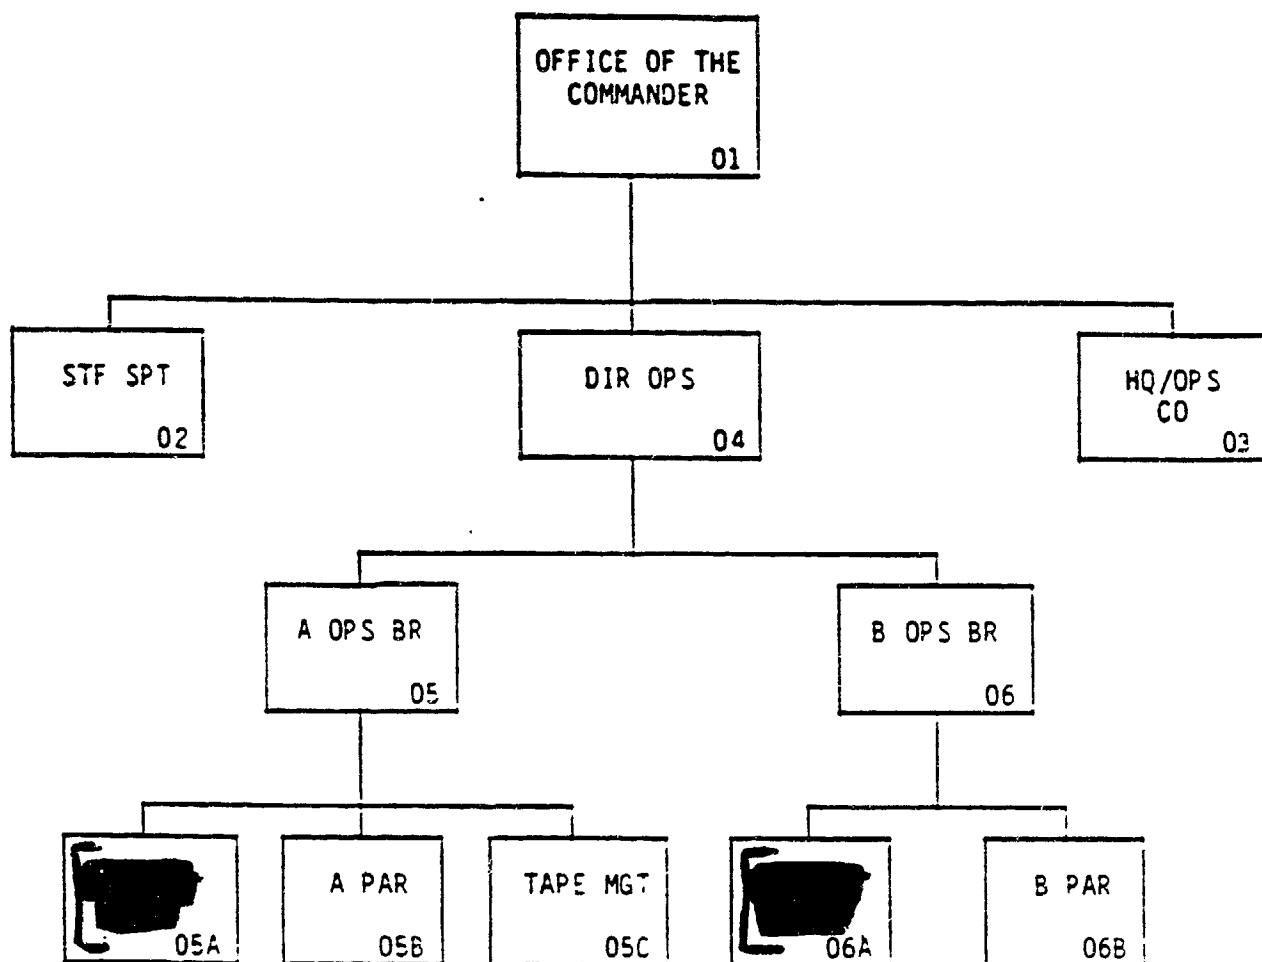 OFFICE OF THE
COMMANDER
01
STF SPT
02
DIR OPS
04
HQ/OPS
CO
03
A OPS BR
05
B OPS BR
06
05A
A PAR
05B
TAPE MGT
05C
06A
B PAR
06B